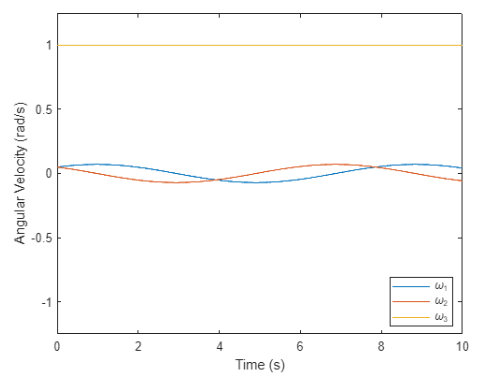 1
0.5
0
-0.5
-1
Angular Velocity (rad/s)
0 2 4 6 8 10
Time (s)
ω₁
ω₂
ω₃